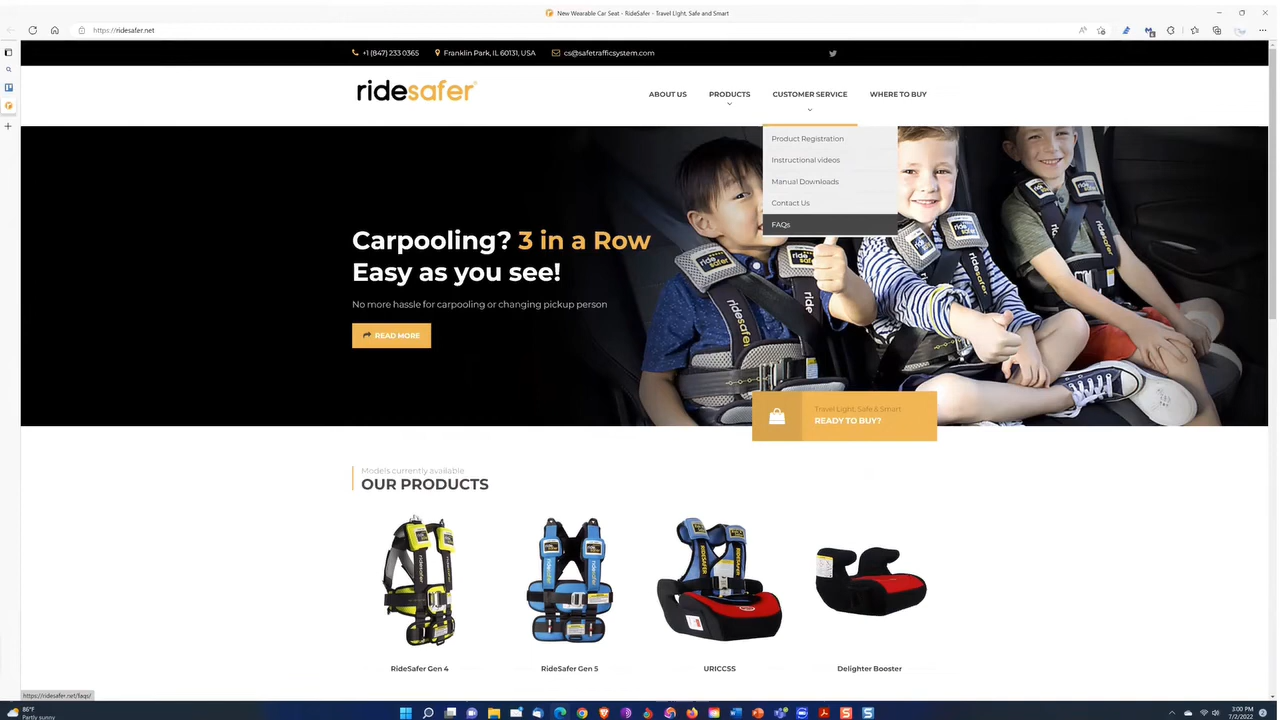 New Wearable Car Seat - RideSafer - Travel Light, Safe and Smart
https://ridesafer.net
+1 (847) 233 0365 Franklin Park, IL 60131, USA cs@safetrafficsystem.com
ridesafer
ABOUT US PRODUCTS CUSTOMER SERVICE WHERE TO BUY
Product Registration
Instructional videos
Manual Downloads
Contact Us
FAQs
Carpooling? 3 in a Row
Easy as you see!
No more hassle for carpooling or changing pickup person
READ MORE
ride safer
ridesafer
ridesafer
Travel Light, Safe & Smart
READY TO BUY?
Models currently available
OUR PRODUCTS
RideSafer Gen 4 RideSafer Gen 5 URICCSS Delighter Booster
https://ridesafer.net/faqs/
86°F
Partly sunny
3:00 PM
7/2/2022